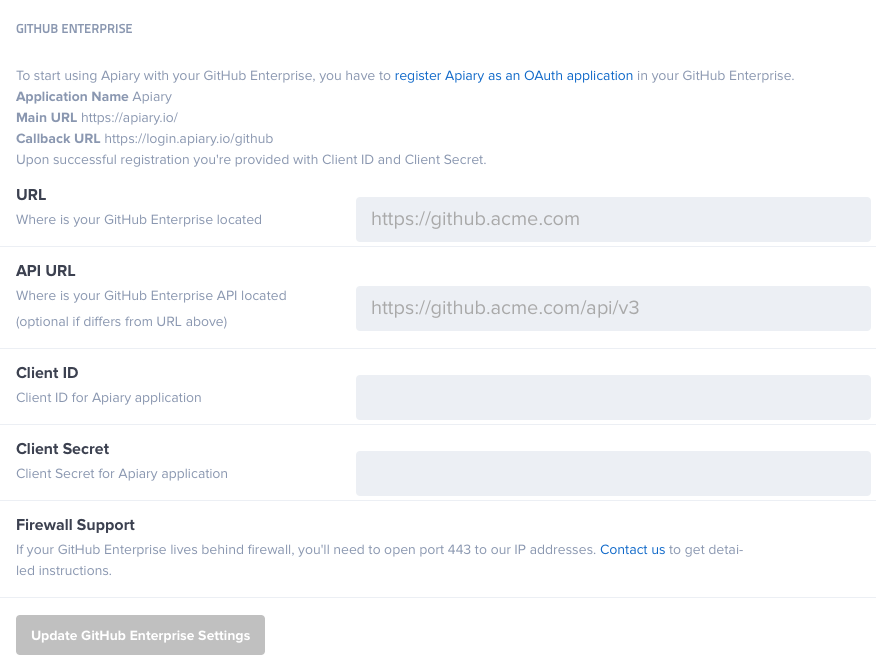 GITHUB ENTERPRISE
To start using Apiary with your GitHub Enterprise, you have to register Apiary as an OAuth application in your GitHub Enterprise.
Application Name Apiary
Main URL https://apiary.io/
Callback URL https://login.apiary.io/github
Upon successful registration you're provided with Client ID and Client Secret.
URL
Where is your GitHub Enterprise located
https://github.acme.com
API URL
Where is your GitHub Enterprise API located
(optional if differs from URL above)
https://github.acme.com/api/v3
Client ID
Client ID for Apiary application
Client Secret
Client Secret for Apiary application
Firewall Support
If your GitHub Enterprise lives behind firewall, you'll need to open port 443 to our IP addresses. Contact us to get detai-
led instructions.
Update GitHub Enterprise Settings